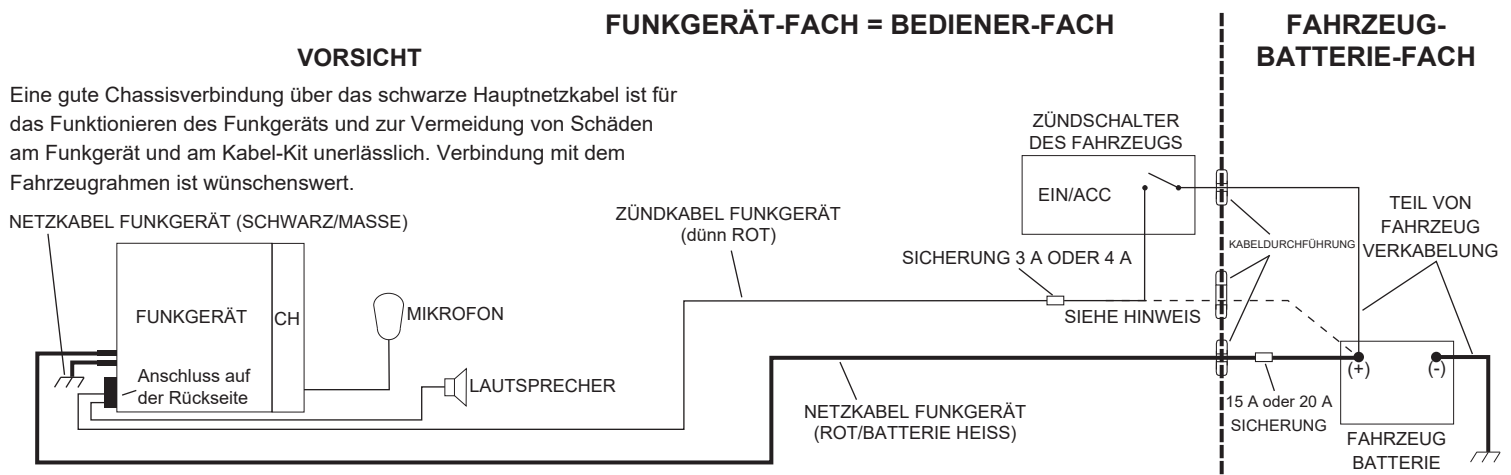 FUNKGERÄT-FACH = BEDIENER-FACH
FAHRZEUG-
BATTERIE-FACH
VORSICHT
Eine gute Chassisverbindung über das schwarze Hauptnetzkabel ist für
das Funktionieren des Funkgeräts und zur Vermeidung von Schäden
am Funkgerät und am Kabel-Kit unerlässlich. Verbindung mit dem
Fahrzeugrahmen ist wünschenswert.
NETZKABEL FUNKGERÄT (SCHWARZ/MASSE)
ZÜNDKABEL FUNKGERÄT
(dünn ROT)
ZÜNDSCHALTER
DES FAHRZEUGS
EIN/ACC
KABELDURCHFÜHRUNG
TEIL VON
FAHRZEUG
VERKABELUNG
SICHERUNG 3 A ODER 4 A
SIEHE HINWEIS
FUNKGERÄT
CH
MIKROFON
Anschluss auf
der Rückseite
LAUTSPRECHER
NETZKABEL FUNKGERÄT
(ROT/BATTERIE HEISS)
15 A oder 20 A
SICHERUNG
(+)
(-)
FAHRZEUG
BATTERIE